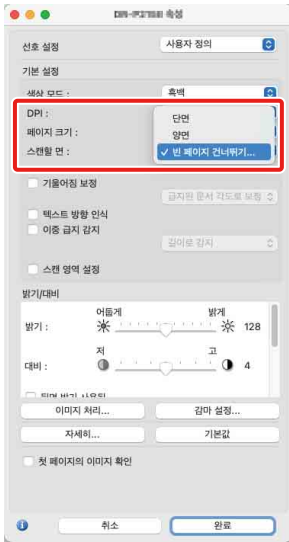 속성
선호 설정
사용자 정의
기본 설정
색상 모드 :
흑백
DPI :
단면
페이지 크기 :
양면
스캔할 면 :
✓ 빈 페이지 건너뛰기...
기울어짐 보정
급지된 문서 각도로 보정
텍스트 방향 인식
이중 급지 감지
길이로 감지
스캔 영역 설정
밝기/대비
어둡게
밝게
밝기 :
128
저
고
대비 :
4
이미지 처리...
감마 설정...
자세히...
기본값
첫 페이지의 이미지 확인
취소
완료